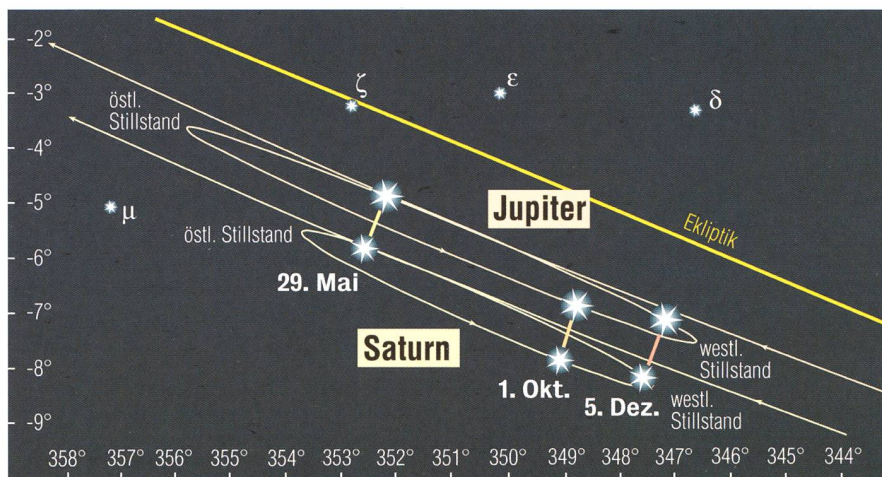 -2°
-3°
-4°
-5°
-6°
-7°
-8°
-9°
ζ
ε
δ
μ
östl.
Stillstand
Jupiter
Ekliptik
östl. Stillstand
29. Mai
Saturn
westl.
Stillstand
1. Okt.
5. Dez.
westl.
Stillstand
358° 357° 356° 355° 354° 353° 352° 351° 350° 349° 348° 347° 346° 345° 344°